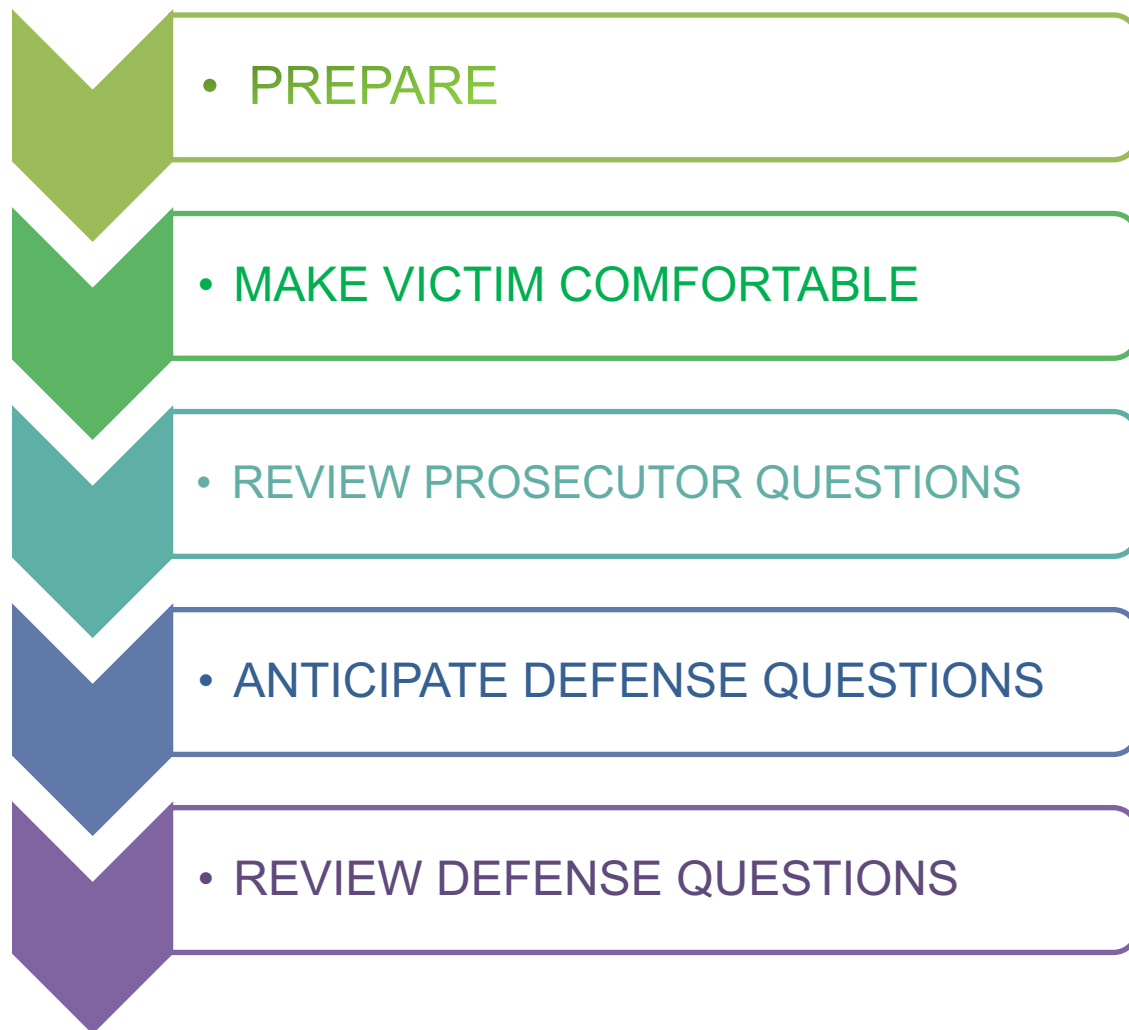 • PREPARE
• MAKE VICTIM COMFORTABLE
• REVIEW PROSECUTOR QUESTIONS
• ANTICIPATE DEFENSE QUESTIONS
• REVIEW DEFENSE QUESTIONS